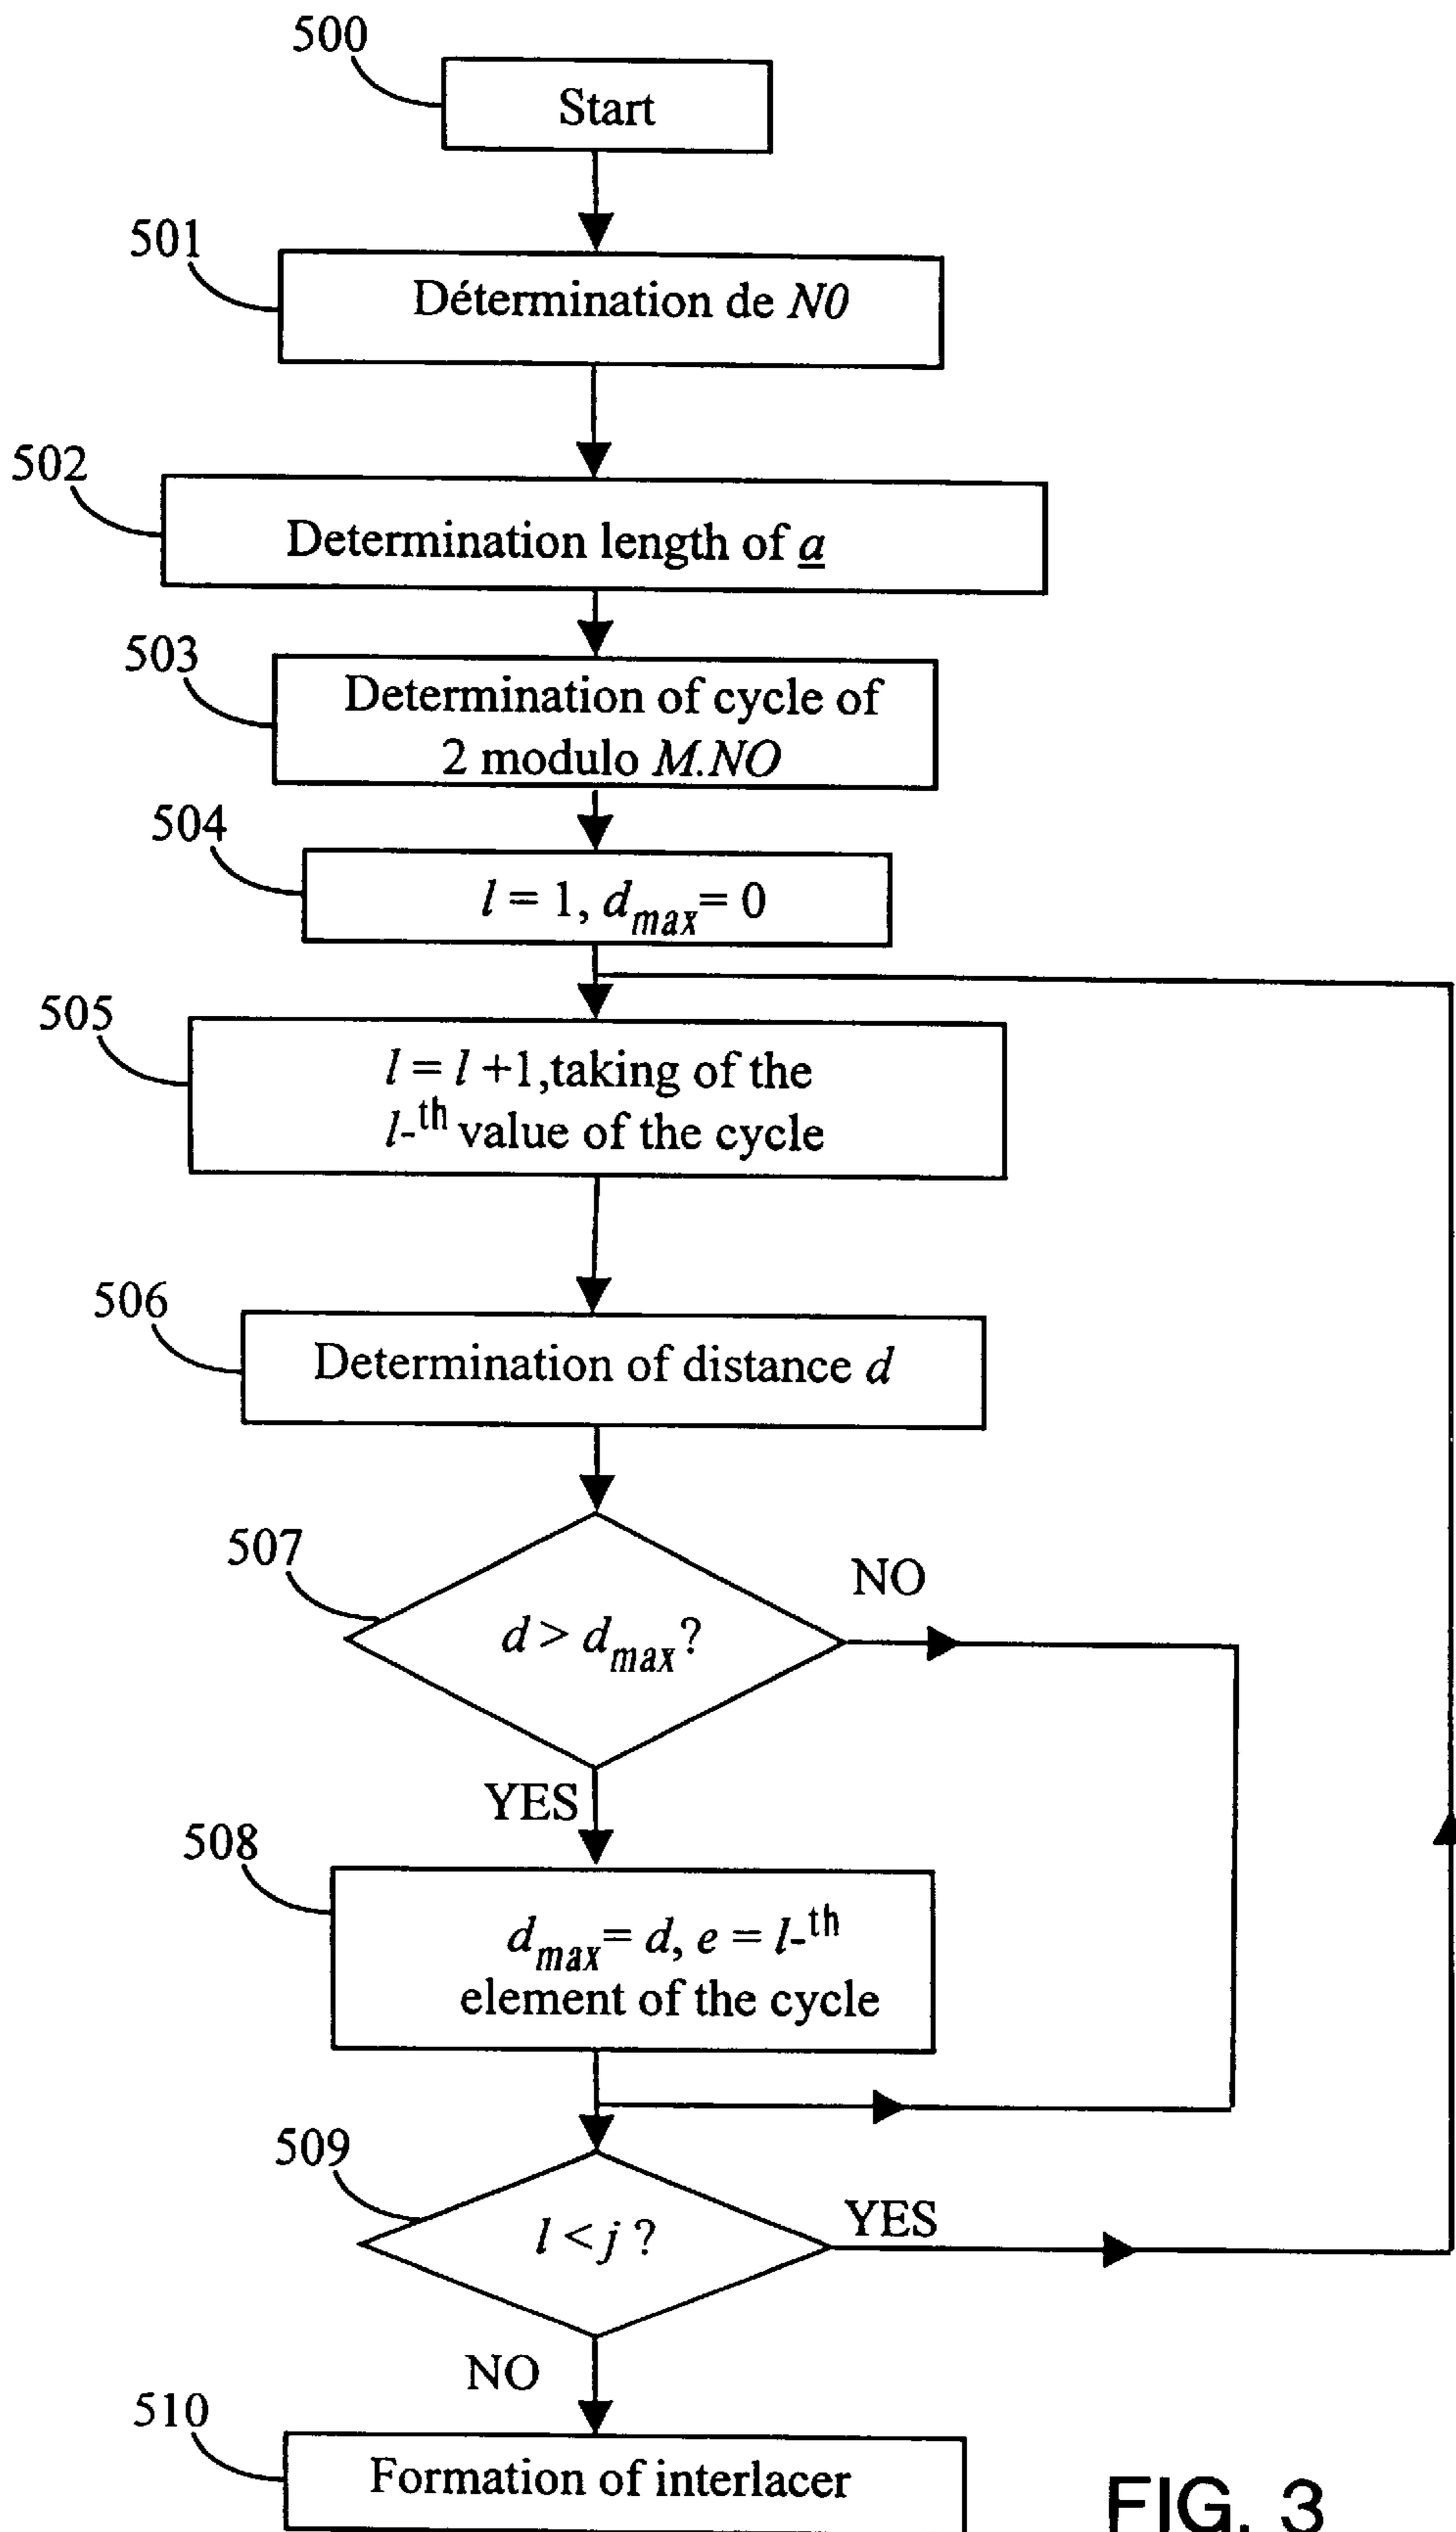 500
Start
501
Détermination de N0
502
Determination length of a
503
Determination of cycle of
2 modulo M.NO
504
l = 1, dmax= 0
505
l = l +1,taking of the
l-th value of the cycle
506
Determination of distance d
507
NO
d > dmax?
YES
508
dmax= d, e = l-th
element of the cycle
509
YES
l < j ?
NO
510
Formation of interlacer
FIG. 3